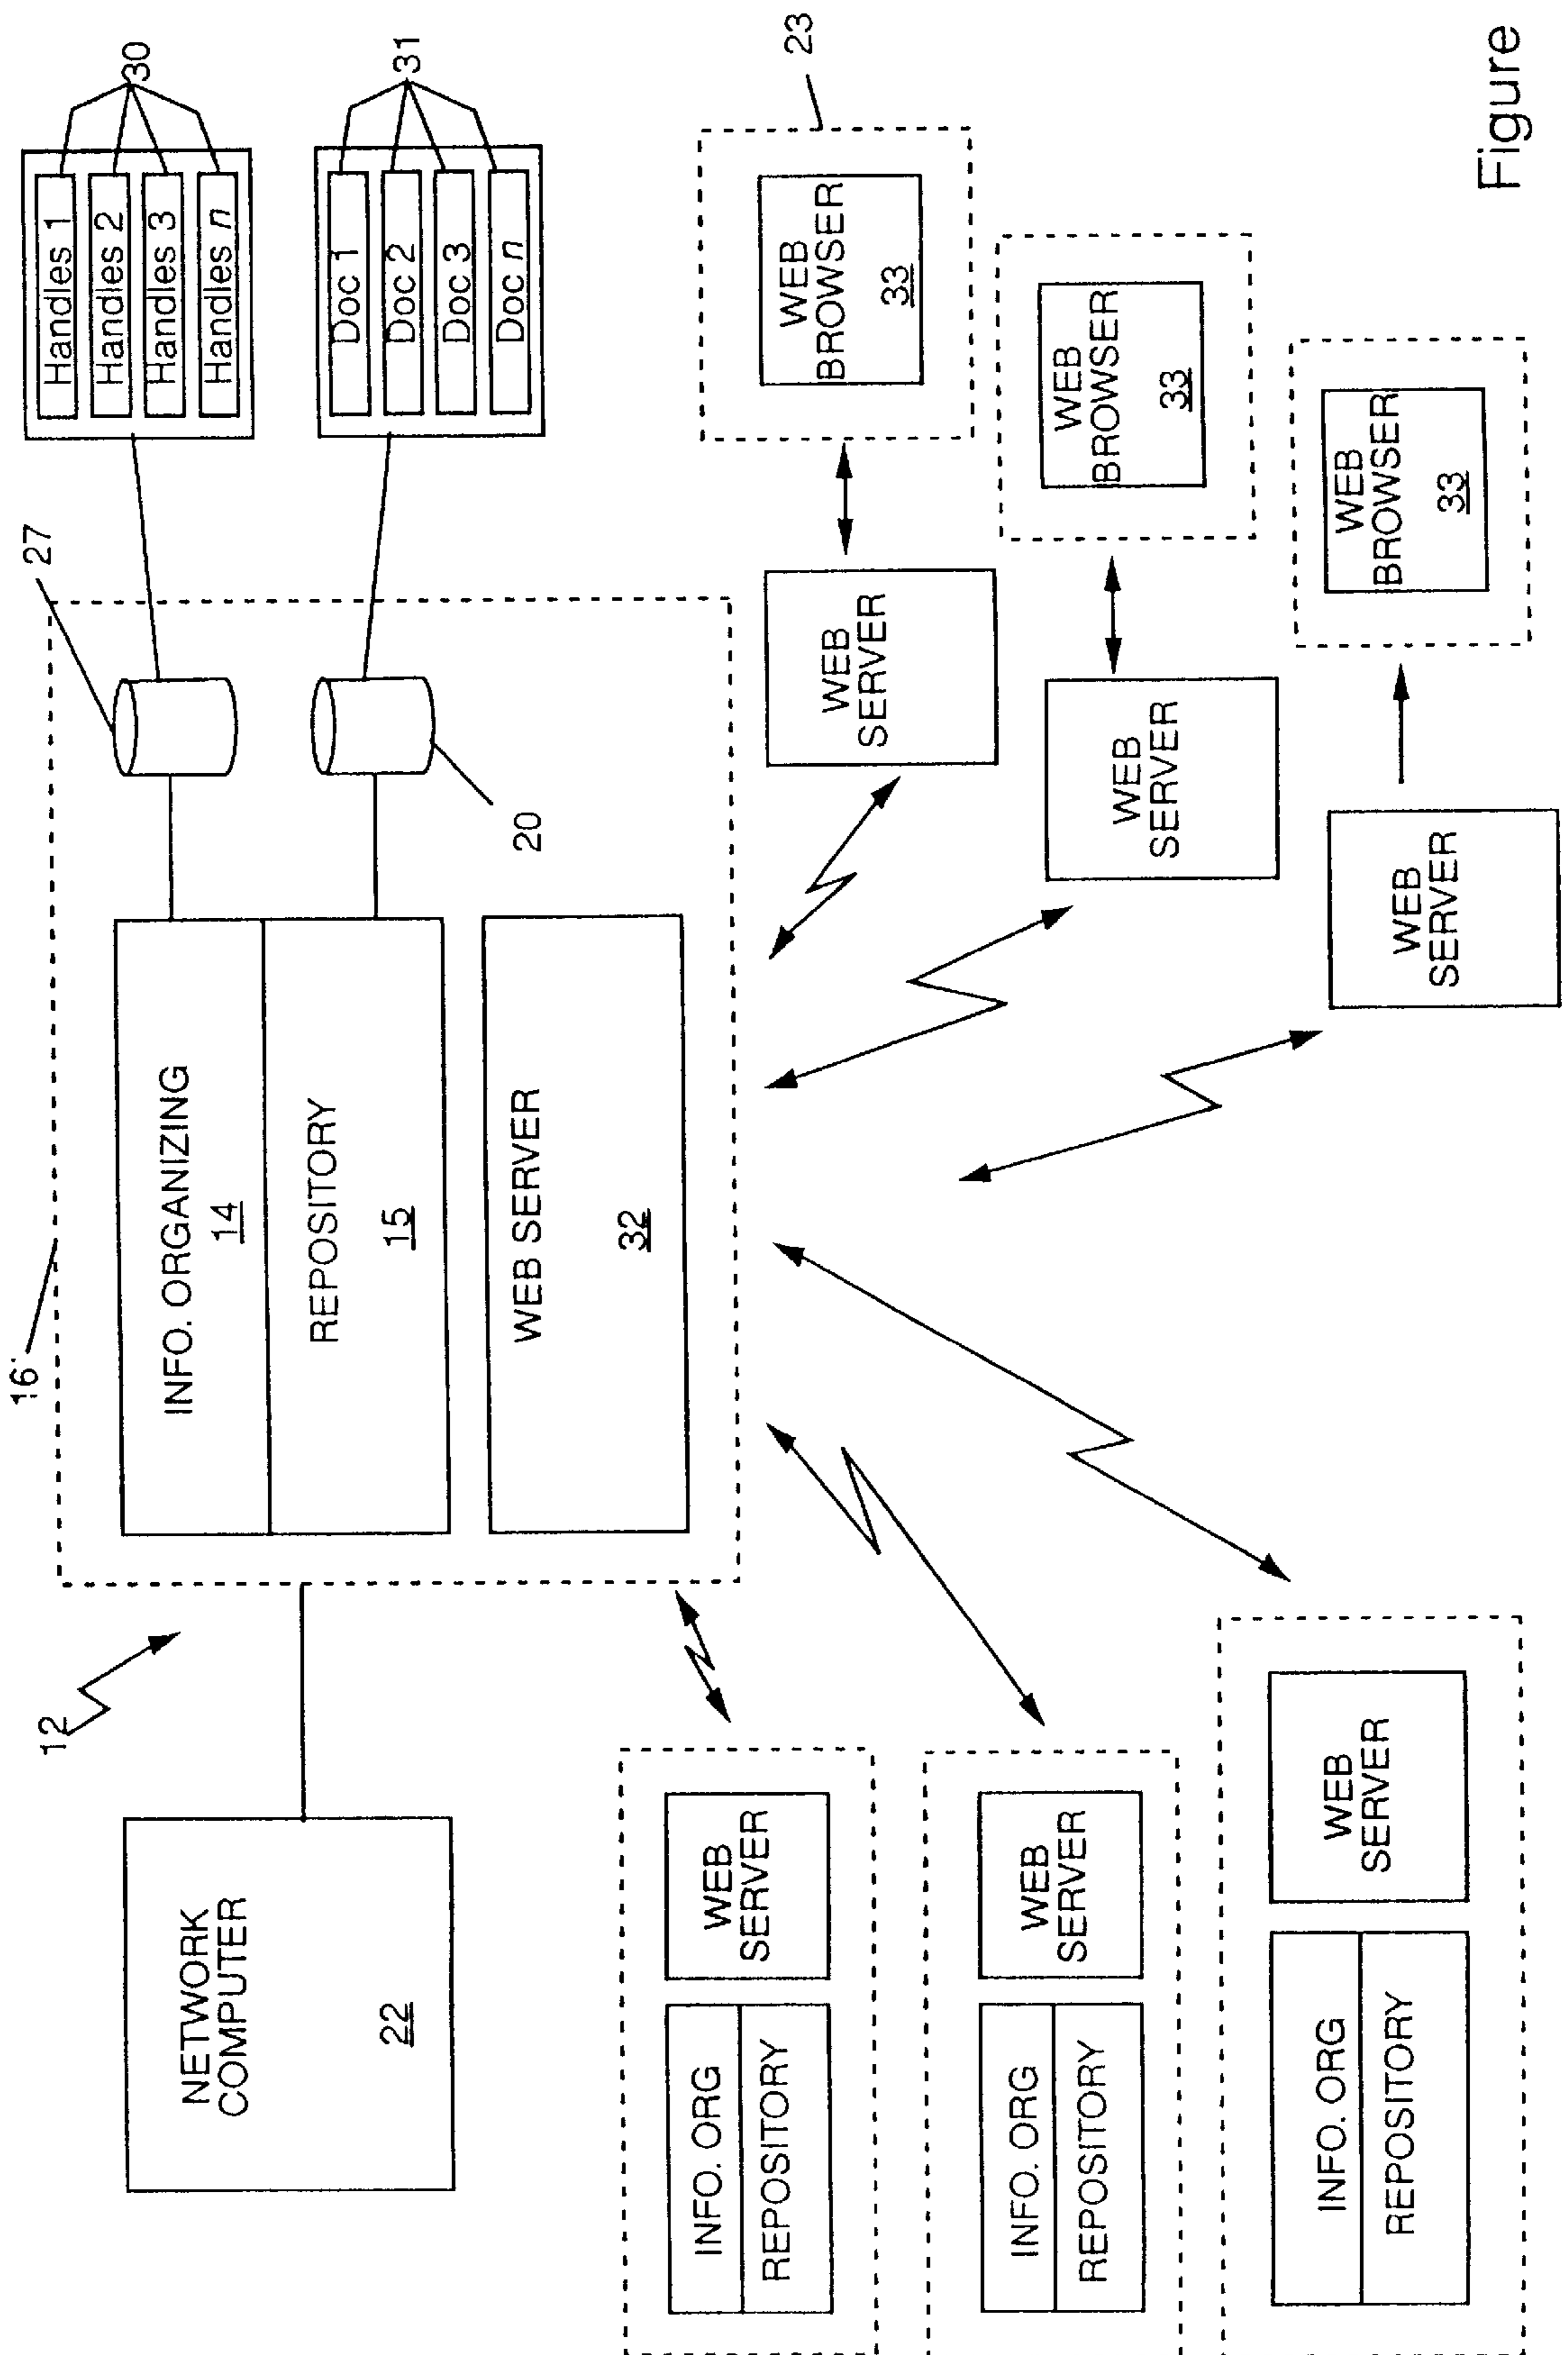 12
16
27
30
Handles 1
Handles 2
Handles 3
Handles n
31
Doc 1
Doc 2
Doc 3
Doc n
NETWORK
COMPUTER
22
INFO. ORGANIZING
14
REPOSITORY
15
WEB SERVER
32
20
23
WEB
SERVER
WEB
BROWSER
33
WEB
SERVER
WEB
BROWSER
33
WEB
SERVER
WEB
BROWSER
33
INFO. ORG
REPOSITORY
WEB
SERVER
INFO. ORG
REPOSITORY
WEB
SERVER
INFO. ORG
REPOSITORY
WEB
SERVER
Figure